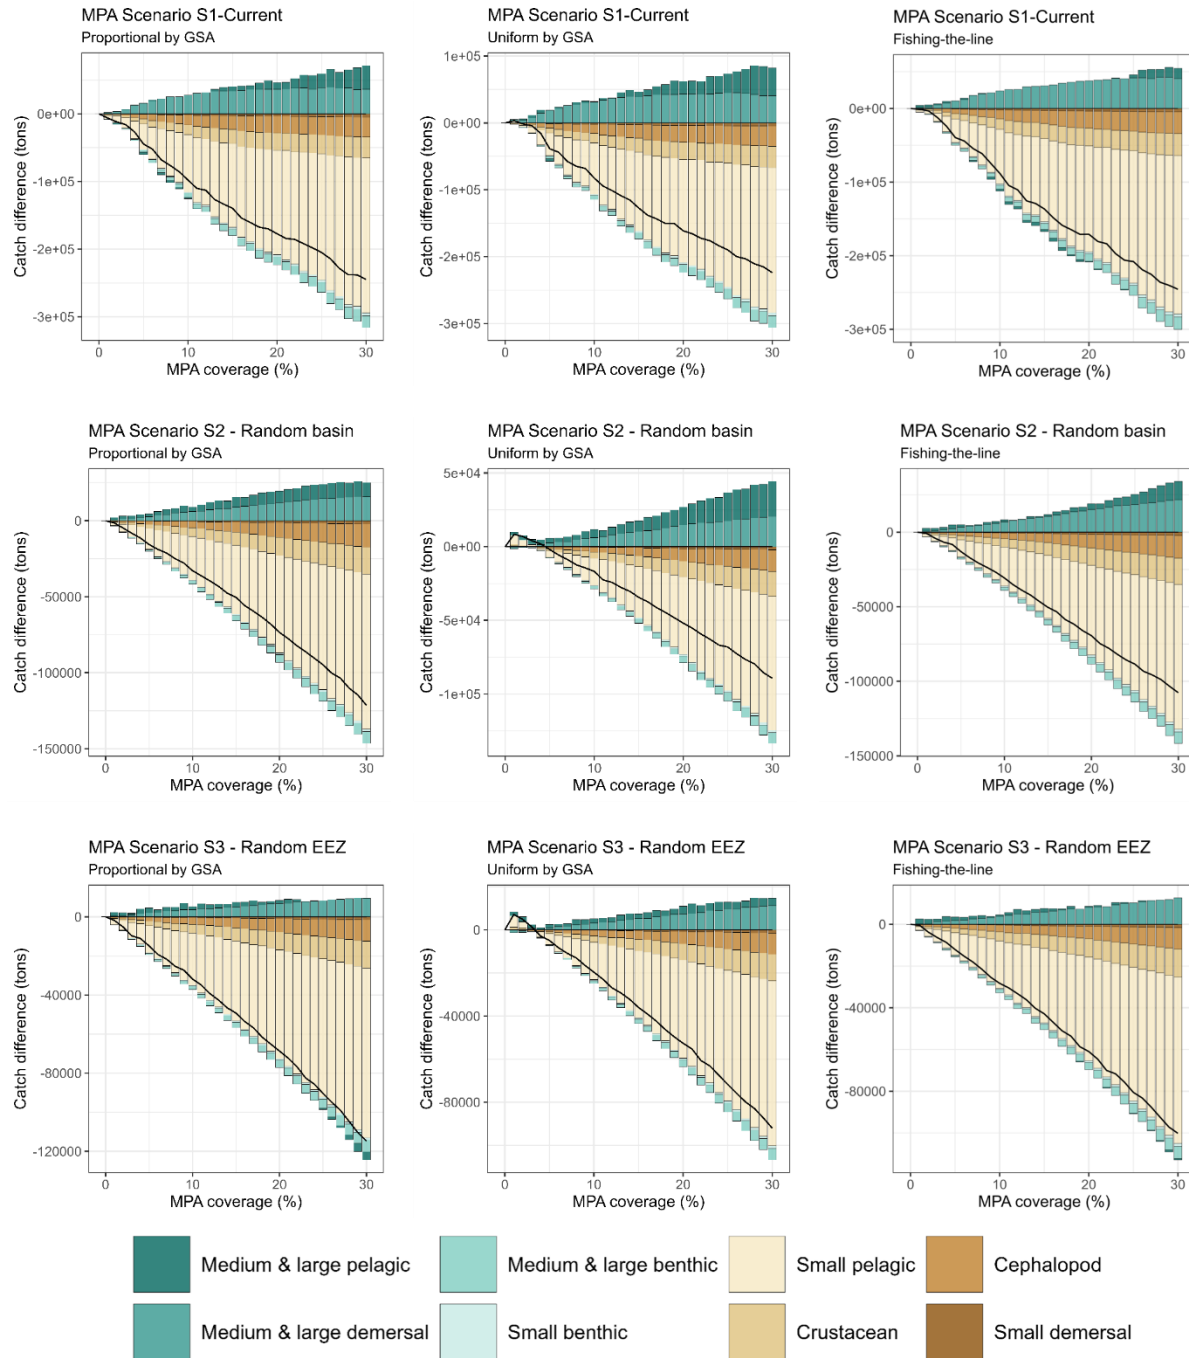 MPA Scenario S1-Current
Proportional by GSA
Catch difference (tons)
0e+00
-1e+05
-2e+05
-3e+05
0
10
20
30
MPA coverage (%)
MPA Scenario S1-Current
Uniform by GSA
Catch difference (tons)
1e+05
0e+00
-1e+05
-2e+05
-3e+05
0
10
20
30
MPA coverage (%)
MPA Scenario S1-Current
Fishing-the-line
Catch difference (tons)
0e+00
-1e+05
-2e+05
-3e+05
0
10
20
30
MPA coverage (%)
MPA Scenario S2 - Random basin
Proportional by GSA
Catch difference (tons)
0
-50000
-100000
-150000
0
10
20
30
MPA coverage (%)
MPA Scenario S2 - Random basin
Uniform by GSA
Catch difference (tons)
5e+04
0e+00
-5e+04
-1e+05
0
10
20
30
MPA coverage (%)
MPA Scenario S2 - Random basin
Fishing-the-line
Catch difference (tons)
0
-50000
-100000
-150000
0
10
20
30
MPA coverage (%)
MPA Scenario S3 - Random EEZ
Proportional by GSA
Catch difference (tons)
0
-40000
-80000
-120000
0
10
20
30
MPA coverage (%)
MPA Scenario S3 - Random EEZ
Uniform by GSA
Catch difference (tons)
0
-40000
-80000
0
10
20
30
MPA coverage (%)
MPA Scenario S3 - Random EEZ
Fishing-the-line
Catch difference (tons)
0
-40000
-80000
0
10
20
30
MPA coverage (%)
Medium & large pelagic
Medium & large benthic
Small pelagic
Cephalopod
Medium & large demersal
Small benthic
Crustacean
Small demersal